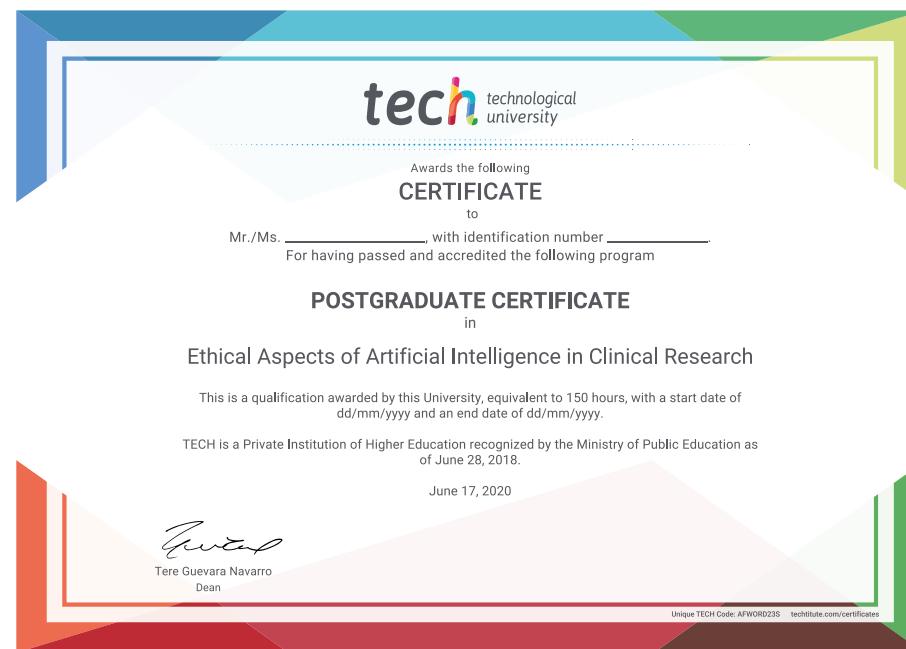 tech technological
university
Awards the following
CERTIFICATE
to
Mr./Ms. ____________________, with identification number ______________.
For having passed and accredited the following program
POSTGRADUATE CERTIFICATE
in
Ethical Aspects of Artificial Intelligence in Clinical Research
This is a qualification awarded by this University, equivalent to 150 hours, with a start date of
dd/mm/yyyy and an end date of dd/mm/yyyy.
TECH is a Private Institution of Higher Education recognized by the Ministry of Public Education as
of June 28, 2018.
June 17, 2020
Tere Guevara Navarro
Dean
Unique TECH Code: AFWORD23S techtitute.com/certificates